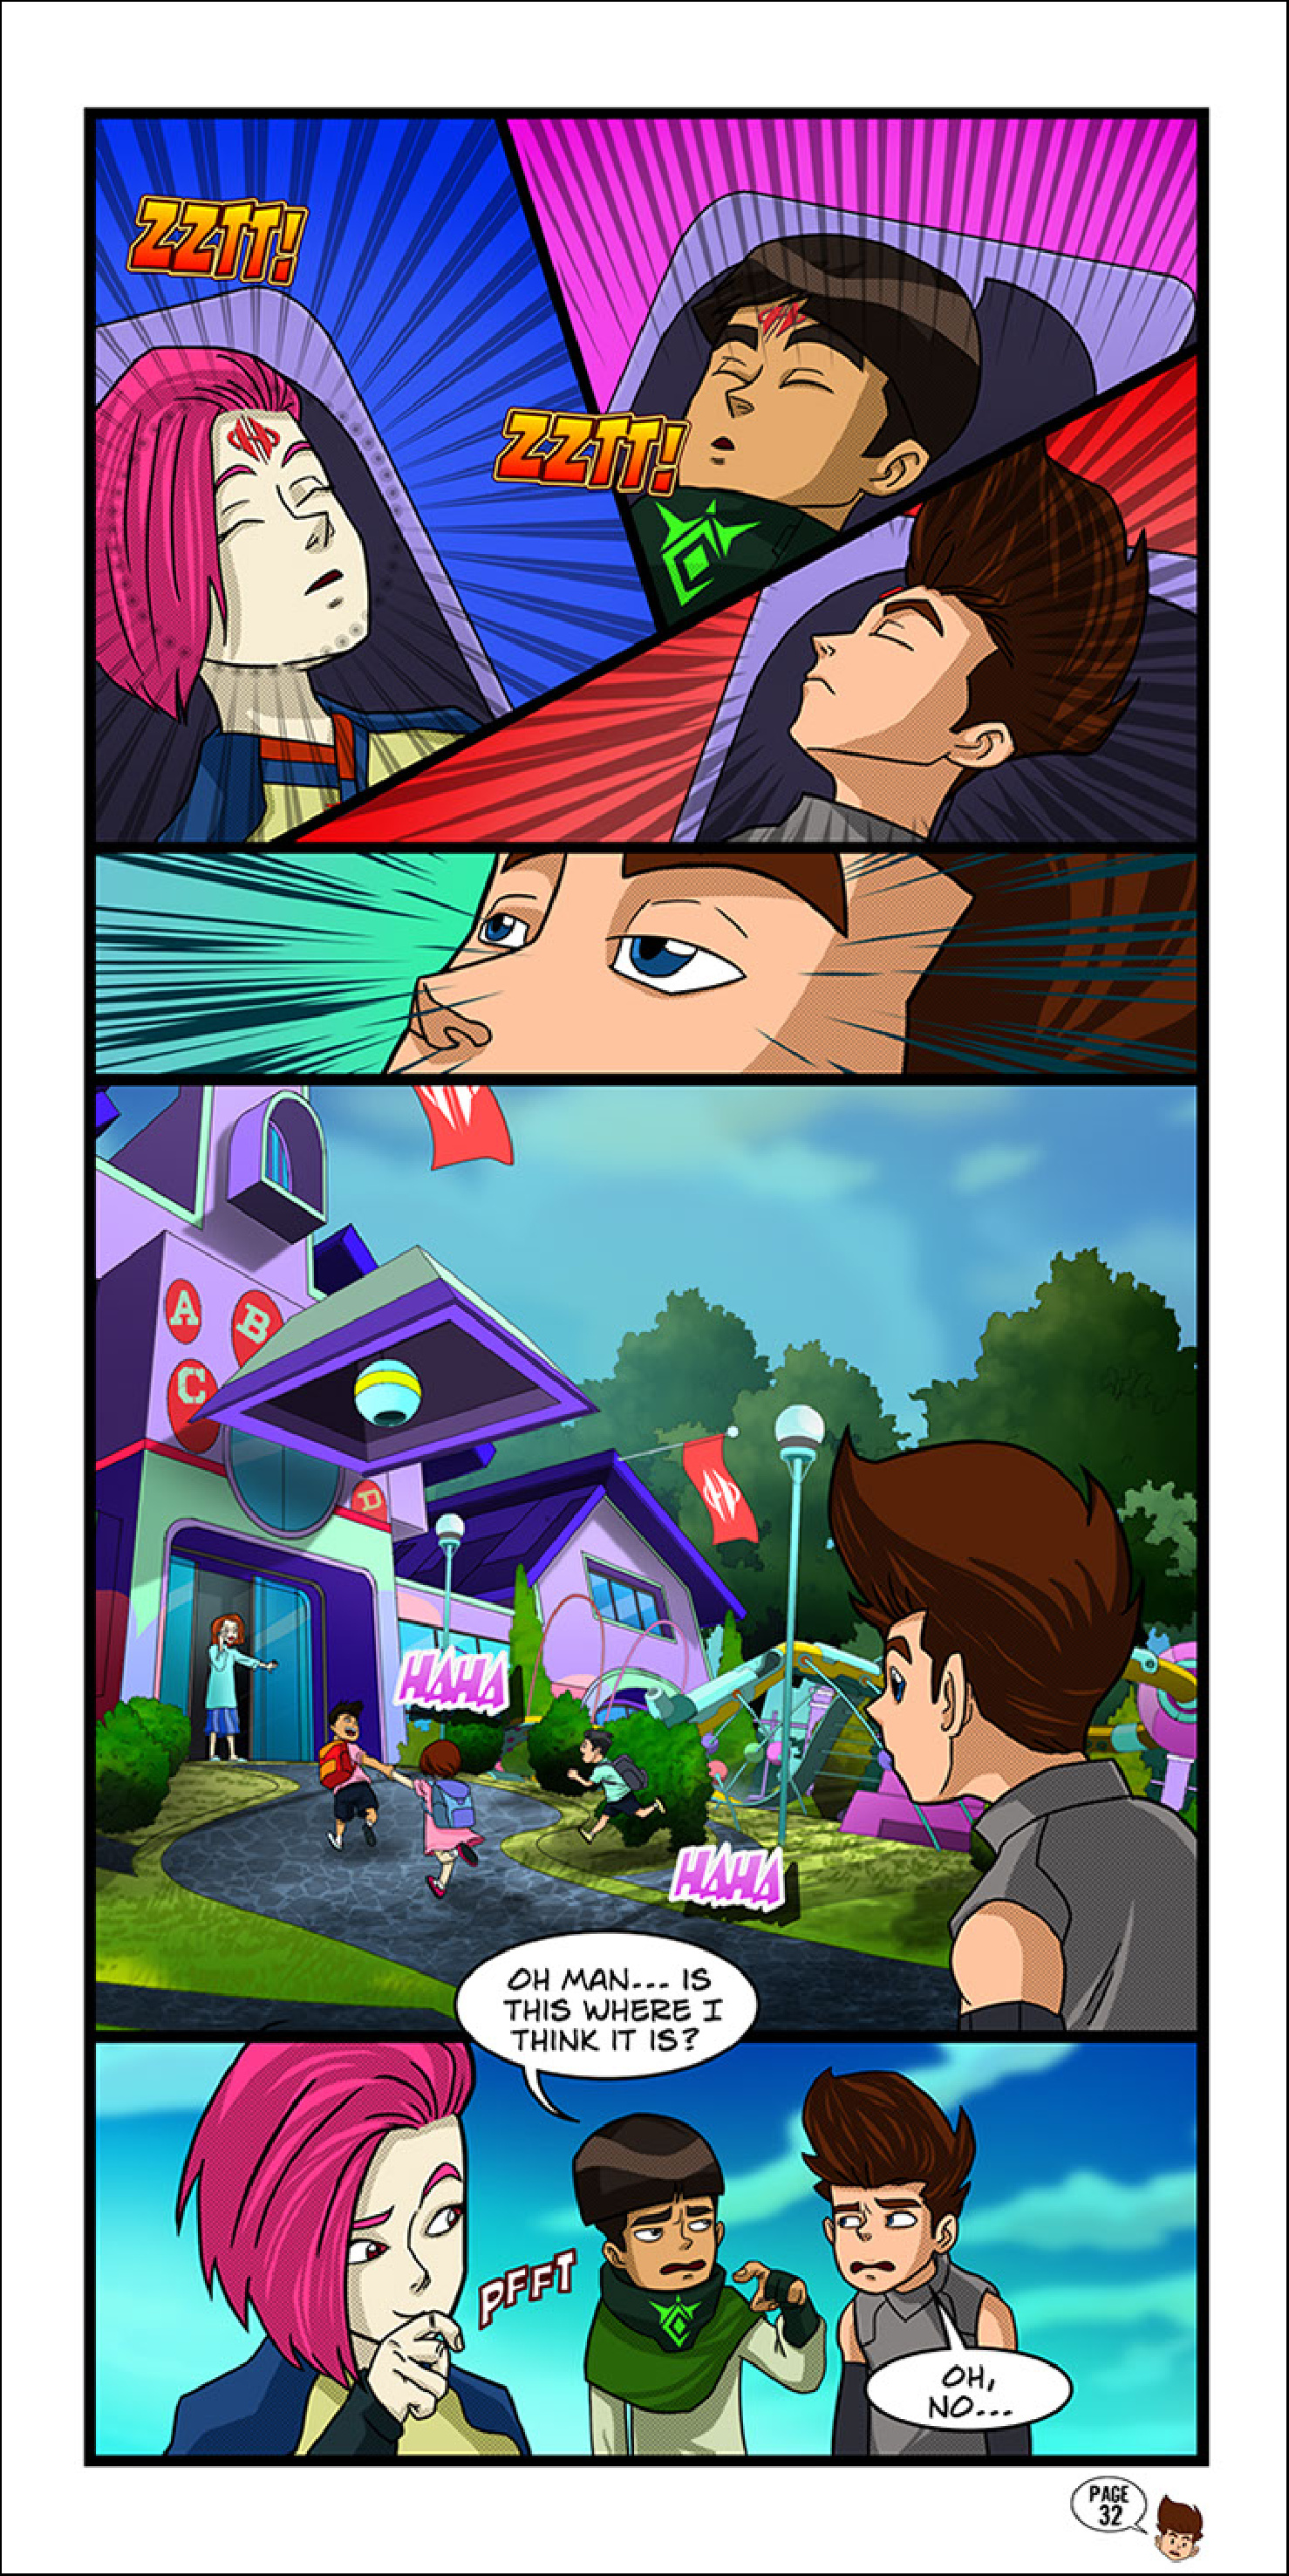 ZZTT!
ZZTT!
A
B
C
D
HAHA
HAHA
OH MAN... IS
THIS WHERE I
THINK IT IS?
PFFT
OH,
NO...
PAGE
32